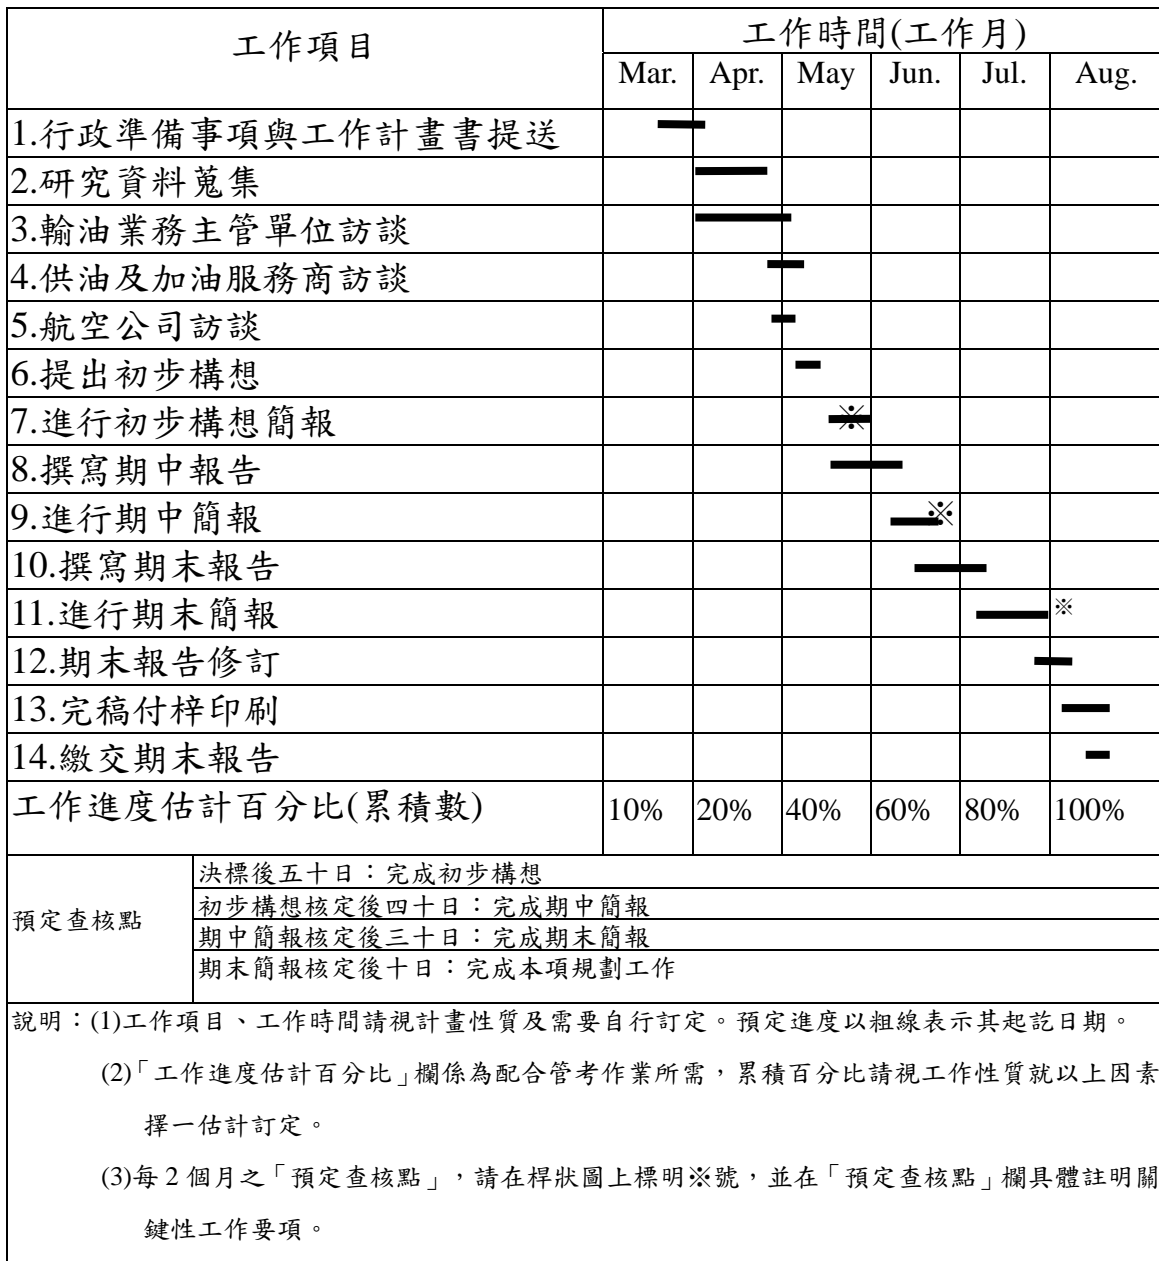 工作項目
工作時間(工作月)
Mar. Apr. May Jun. Jul. Aug.
1.行政準備事項與工作計畫書提送
2.研究資料蒐集
3.輸油業務主管單位訪談
4.供油及加油服務商訪談
5.航空公司訪談
6.提出初步構想
7.進行初步構想簡報 ※
8.撰寫期中報告
9.進行期中簡報 ※
10.撰寫期末報告
11.進行期末簡報 ※
12.期末報告修訂
13.完稿付梓印刷
14.繳交期末報告
工作進度估計百分比(累積數) 10% 20% 40% 60% 80% 100%
預定查核點
決標後五十日：完成初步構想
初步構想核定後四十日：完成期中簡報
期中簡報核定後三十日：完成期末簡報
期末簡報核定後十日：完成本項規劃工作
說明：(1)工作項目、工作時間請視計畫性質及需要自行訂定。預定進度以粗線表示其起訖日期。
(2)「工作進度估計百分比」欄係為配合管考作業所需，累積百分比請視工作性質就以上因素
擇一估計訂定。
(3)每 2 個月之「預定查核點」，請在桿狀圖上標明※號，並在「預定查核點」欄具體註明關
鍵性工作要項。